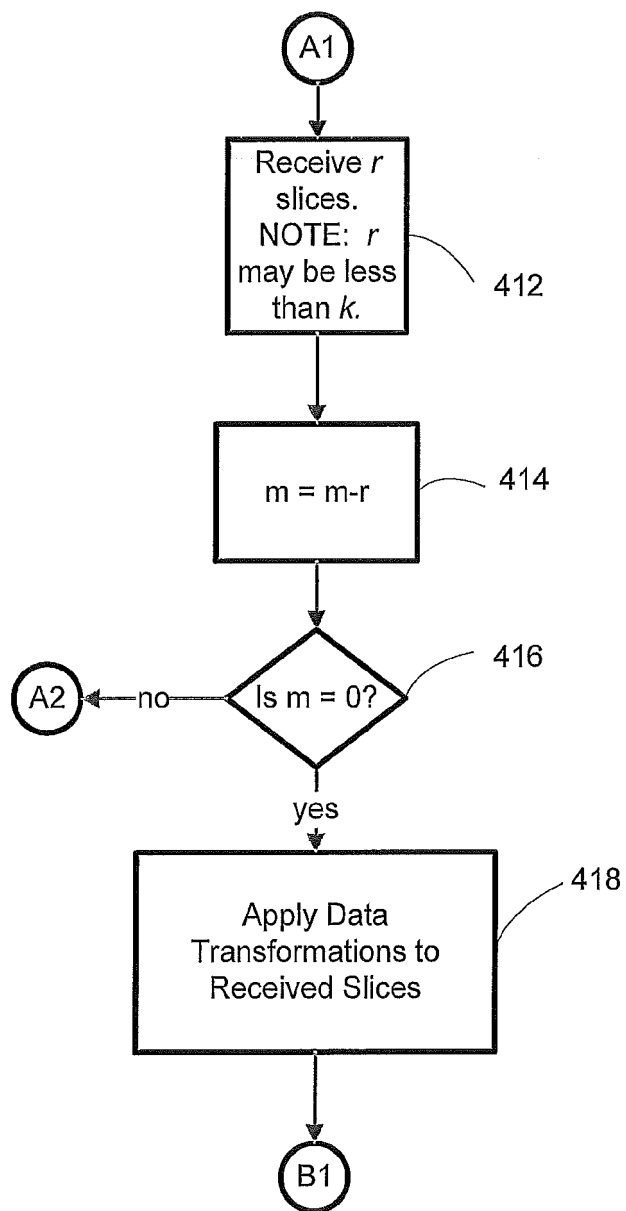 A1
Receive r
slices.
NOTE: r
may be less
than k.
412
m = m-r
414
416
A2
no
Is m = 0?
yes
418
Apply Data
Transformations to
Received Slices
B1